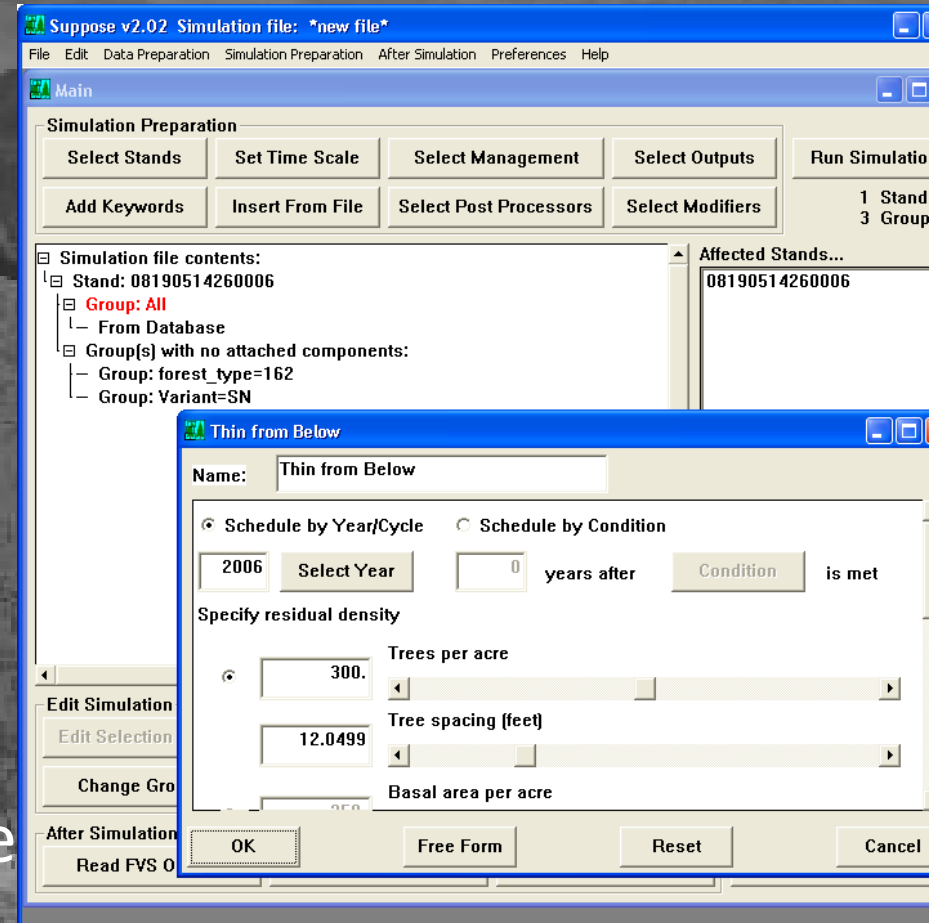 Suppose v2.02 Simulation file: *new file*
File Edit Data Preparation Simulation Preparation After Simulation Preferences Help
Main
Simulation Preparation
Select Stands Set Time Scale Select Management Select Outputs Run Simulatio
Add Keywords Insert From File Select Post Processors Select Modifiers
1 Stand
3 Group
Simulation file contents:
Stand: 08190514260006
Group: All
From Database
Group(s) with no attached components:
Group: forest_type=162
Group: Variant=SN
Affected Stands...
08190514260006
Thin from Below
Name: Thin from Below
Schedule by Year/Cycle Schedule by Condition
2006 Select Year 0 years after Condition is met
Specify residual density
Trees per acre
300.
Tree spacing (feet)
12.0499
Basal area per acre
OK Free Form Reset Cancel
Edit Simulation
Edit Selection
Change Gro
After Simulation
Read FVS O
e